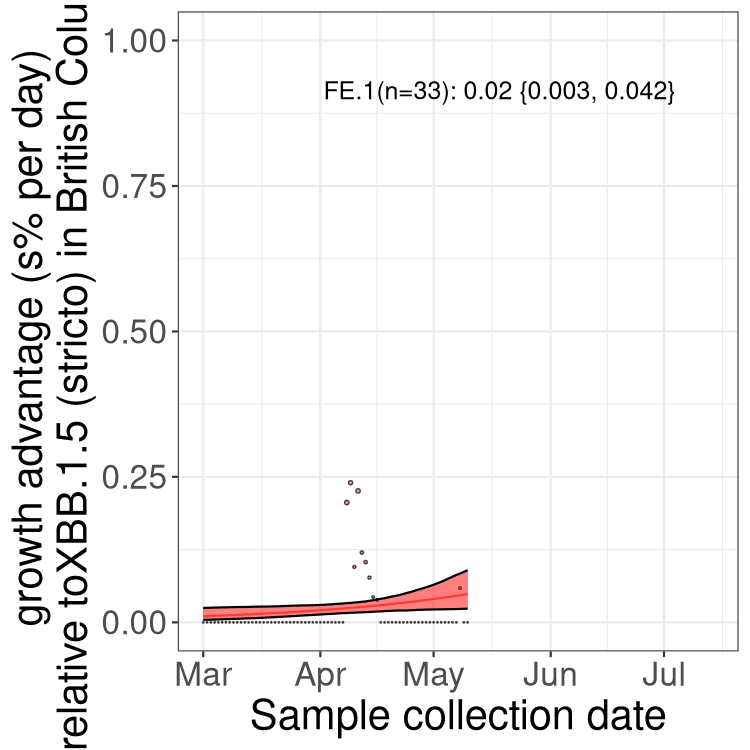 growth advantage (s% per day)
relative toXBB.1.5 (stricto) in British Colu
1.00
0.75
0.50
0.25
0.00
FE.1(n=33): 0.02 {0.003, 0.042}
Mar Apr May Jun Jul
Sample collection date